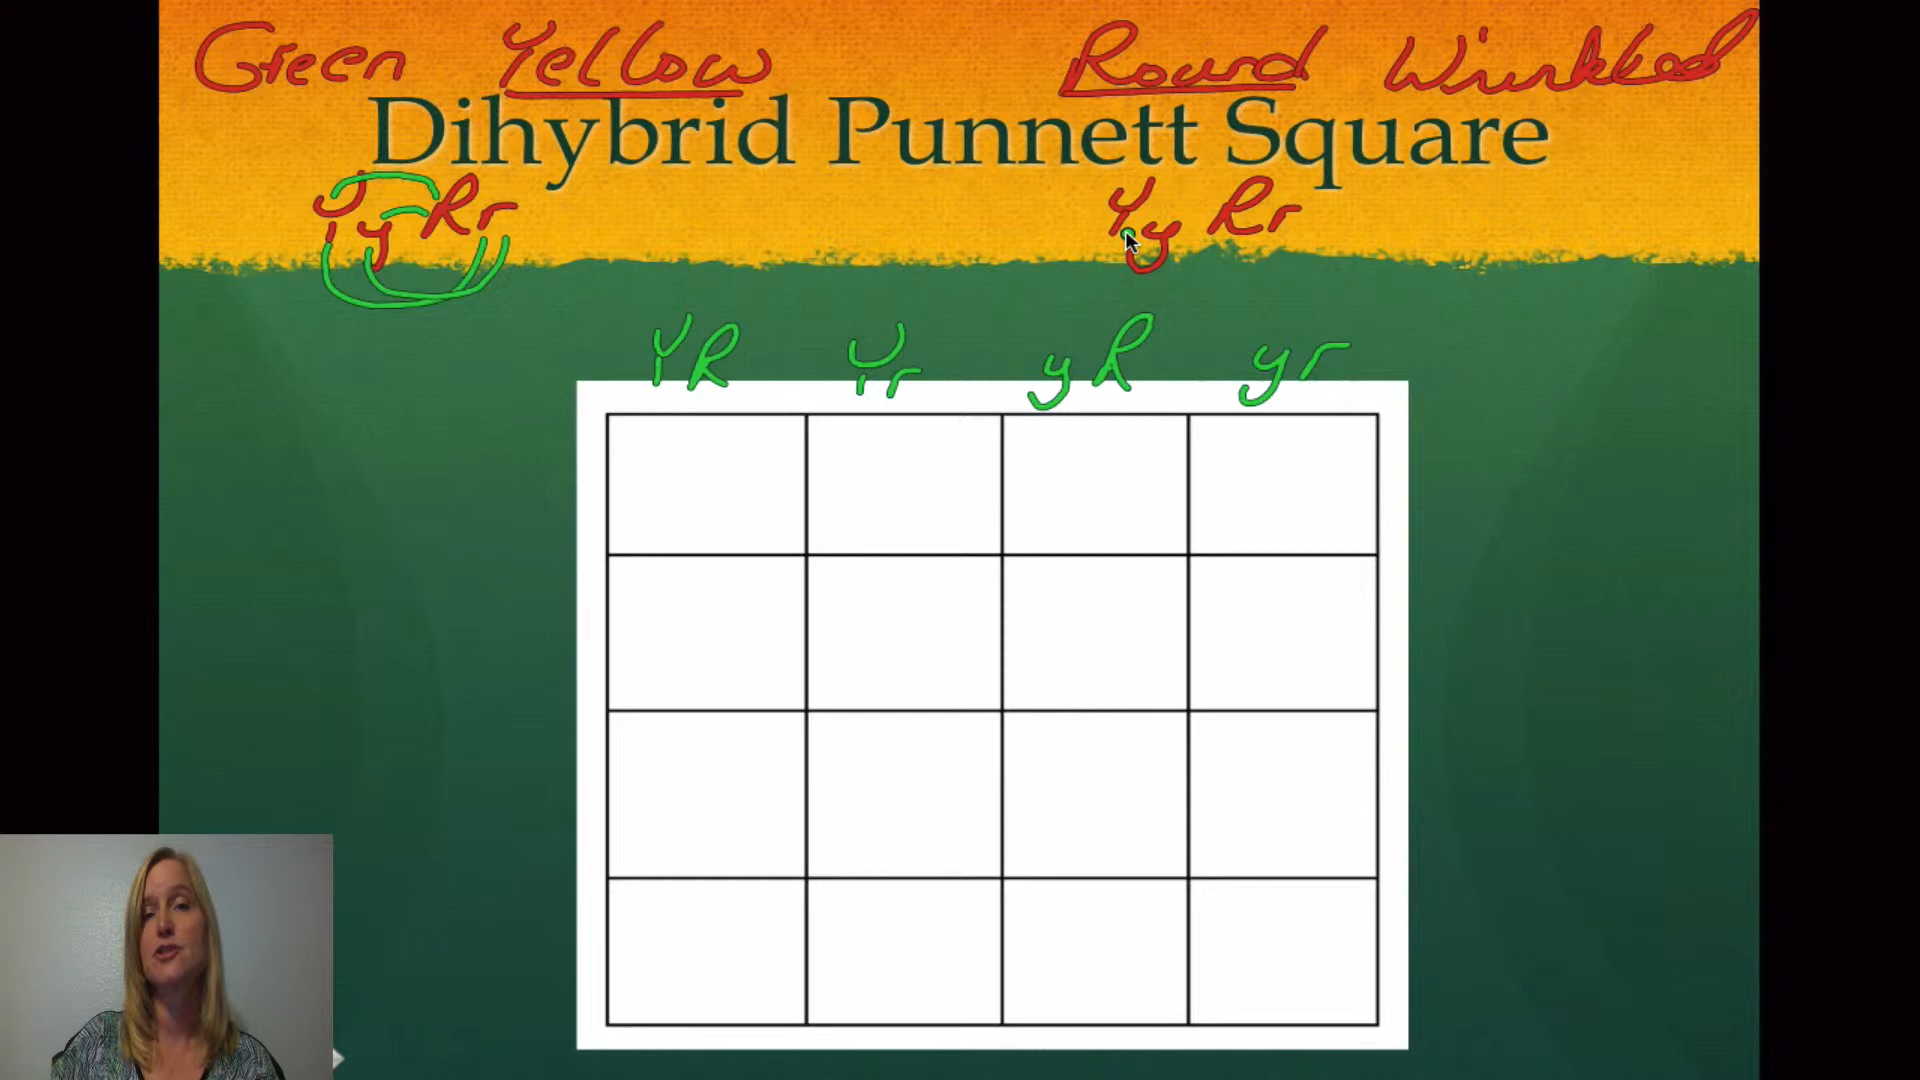 Green Yellow Round Wrinkled
Dihybrid Punnett Square
Yy Rr Yy Rr
YR Yr yR yr